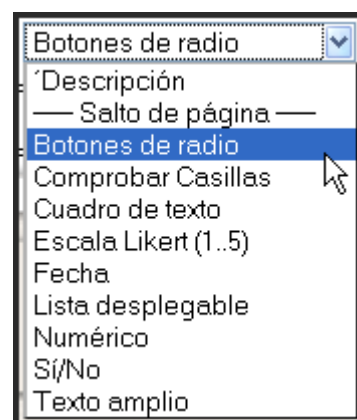 Botones de radio
´Descripción
—– Salto de página —–
Botones de radio
Comprobar Casillas
Cuadro de texto
Escala Likert (1..5)
Fecha
Lista desplegable
Numérico
Sí/No
Texto amplio